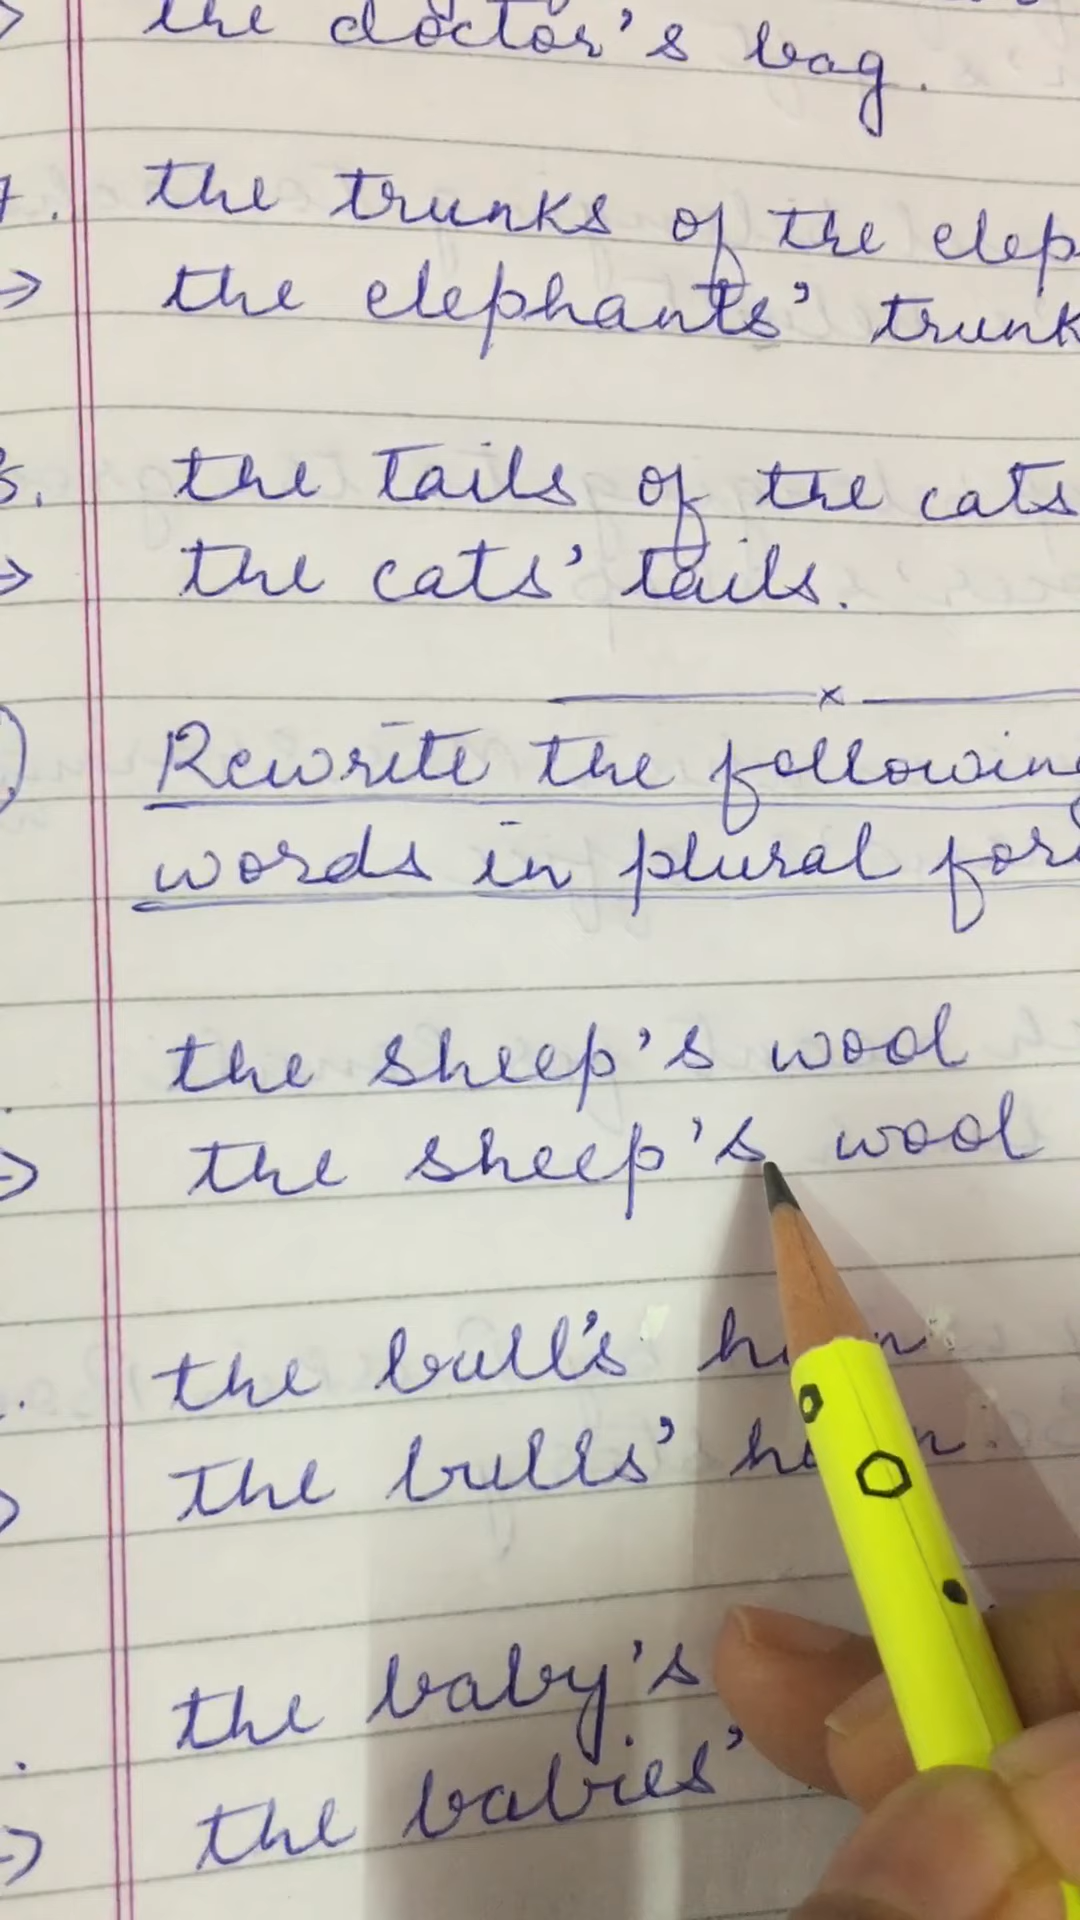 the doctor's bag.
7. the trunks of the elep
→ the elephants' trunk
8. the tails of the cats
→ the cats' tails.
x
Rewrite the following
words in plural for
the sheep's wool
→ the sheep's wool
the bull's
the bulls'
the baby's
→ the babies'